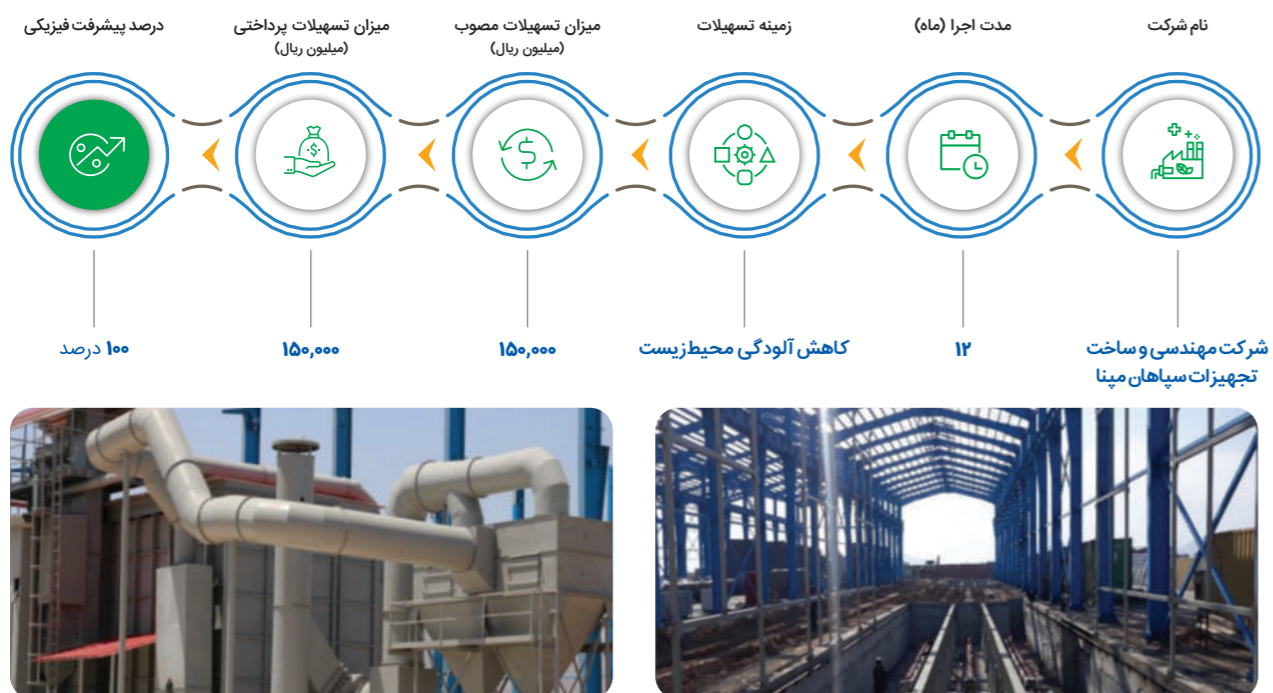 نام شرکت
مدت اجرا (ماه)
زمینه تسهیلات
میزان تسهیلات مصوب
(میلیون ریال)
میزان تسهیلات پرداختی
(میلیون ریال)
درصد پیشرفت فیزیکی
شرکت مهندسی و ساخت
تجهیزات سپاهان مپنا
۱۲
کاهش آلودگی محیط‌زیست
۱۵۰,۰۰۰
۱۵۰,۰۰۰
۱۰۰ درصد